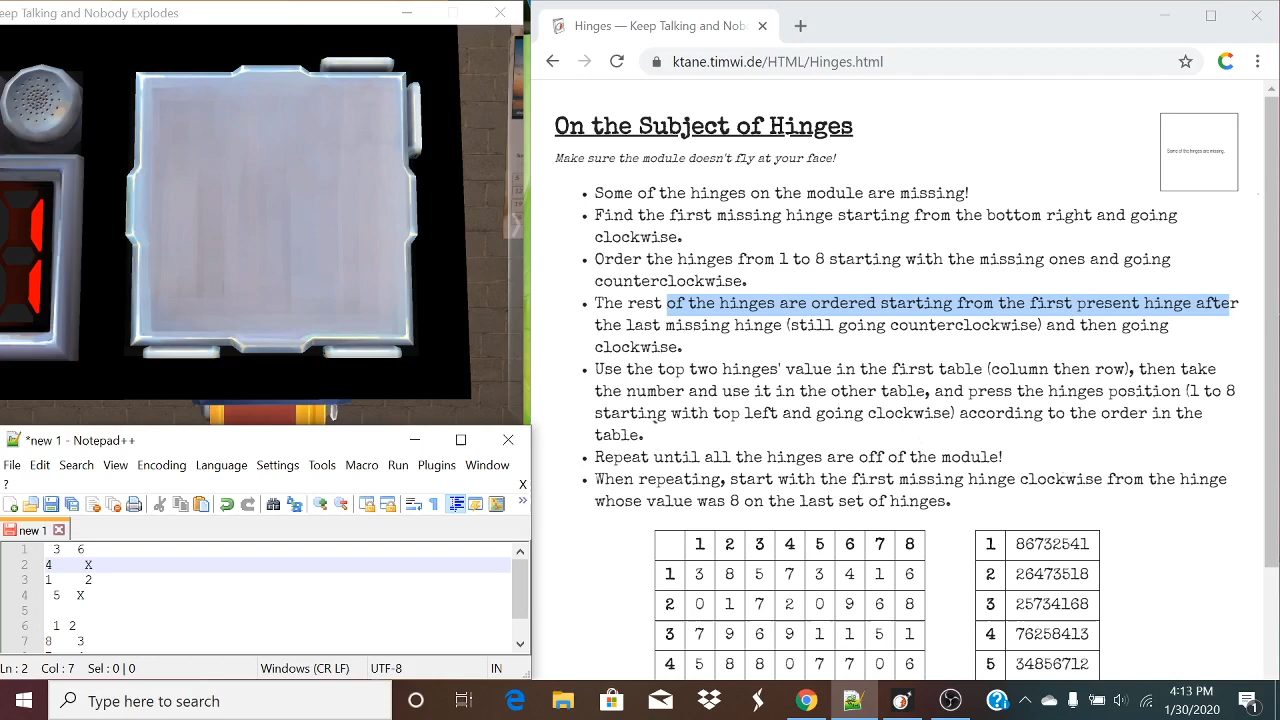 eep Talking and Nobody Explodes
Hinges — Keep Talking and Nob
ktane.timwi.de/HTML/Hinges.html
On the Subject of Hinges
Make sure the module doesn't fly at your face!
Some of the hinges are missing.
• Some of the hinges on the module are missing!
• Find the first missing hinge starting from the bottom right and going
clockwise.
• Order the hinges from 1 to 8 starting with the missing ones and going
counterclockwise.
• The rest of the hinges are ordered starting from the first present hinge after
the last missing hinge (still going counterclockwise) and then going
clockwise.
• Use the top two hinges' value in the first table (column then row), then take
the number and use it in the other table, and press the hinges position (1 to 8
starting with top left and going clockwise) according to the order in the
table.
• Repeat until all the hinges are off of the module!
• When repeating, start with the first missing hinge clockwise from the hinge
whose value was 8 on the last set of hinges.
1 2 3 4 5 6 7 8
1 3 8 5 7 3 4 1 6
2 0 1 7 2 0 9 6 8
3 7 9 6 9 1 1 5 1
4 5 8 8 0 7 7 0 6
1 86732541
2 26473518
3 25734168
4 76258413
5 34856712
*new 1 - Notepad++
File Edit Search View Encoding Language Settings Tools Macro Run Plugins Window
? X
new 1
1 3 6
2 4 X
3 1 2
4 5 X
5
6 1 2
7 8 3
Ln : 2 Col : 7 Sel : 0 | 0 Windows (CR LF) UTF-8 IN
Type here to search
4:13 PM
1/30/2020